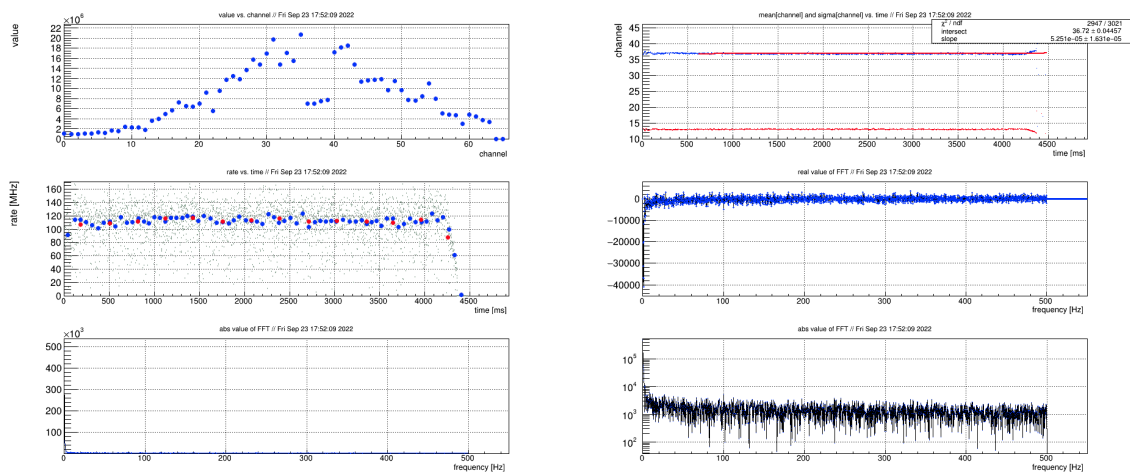 value vs. channel // Fri Sep 23 17:52:09 2022
×10⁶
value
22
20
18
16
14
12
10
8
6
4
2
0
0 10 20 30 40 50 60
channel
mean[channel] and sigma[channel] vs. time // Fri Sep 23 17:52:09 2022
χ² / ndf 2947 / 3021
intersect 36.72 ± 0.04457
slope 5.251e−05 ± 1.631e−05
channel
45
40
35
30
25
20
15
10
0 500 1000 1500 2000 2500 3000 3500 4000 4500
time [ms]
rate vs. time // Fri Sep 23 17:52:09 2022
rate [MHz]
160
140
120
100
80
60
40
20
0
0 500 1000 1500 2000 2500 3000 3500 4000 4500
time [ms]
real value of FFT // Fri Sep 23 17:52:09 2022
0
−10000
−20000
−30000
−40000
0 100 200 300 400 500
frequency [Hz]
abs value of FFT // Fri Sep 23 17:52:09 2022
×10³
500
400
300
200
100
0 100 200 300 400 500
frequency [Hz]
abs value of FFT // Fri Sep 23 17:52:09 2022
10⁵
10⁴
10³
10²
0 100 200 300 400 500
frequency [Hz]